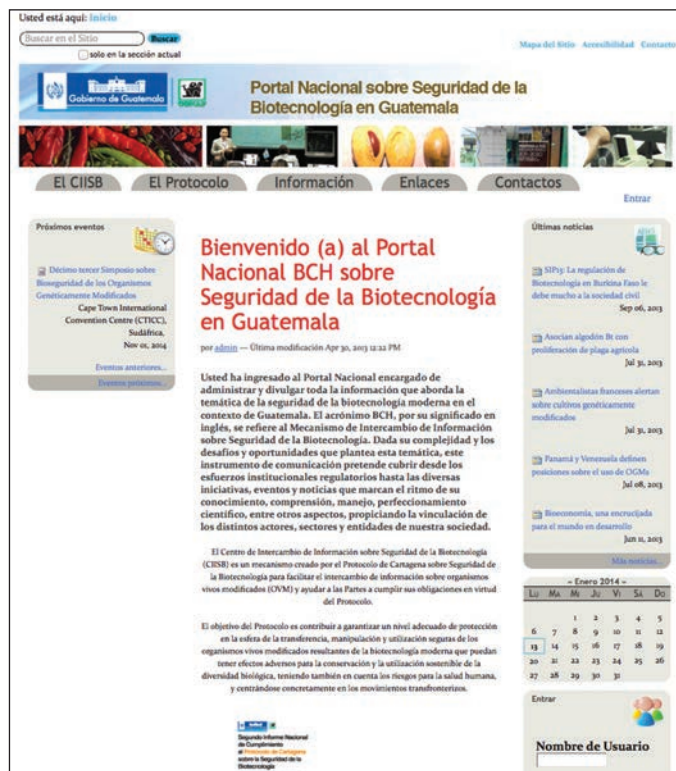 Usted está aquí: Inicio
Buscar en el Sitio
Buscar
solo en la sección actual
Mapa del Sitio Accesibilidad Contacto
Gobierno de Guatemala
Portal Nacional sobre Seguridad de la
Biotecnología en Guatemala
El CIISB
El Protocolo
Información
Enlaces
Contactos
Entrar
Próximos eventos
Décimo tercer Simposio sobre
Bioseguridad de los Organismos
Genéticamente Modificados
Cape Town International
Convention Centre (CTICC),
Sudáfrica,
Nov 01, 2014
Eventos anteriores...
Eventos próximos...
Bienvenido (a) al Portal
Nacional BCH sobre
Seguridad de la Biotecnología
en Guatemala
por admin — Última modificación Apr 30, 2013 12:22 PM
Usted ha ingresado al Portal Nacional encargado de
administrar y divulgar toda la información que aborda la
temática de la seguridad de la biotecnología moderna en el
contexto de Guatemala. El acrónimo BCH, por su significado en
inglés, se refiere al Mecanismo de Intercambio de Información
sobre Seguridad de la Biotecnología. Dada su complejidad y los
desafíos y oportunidades que plantea esta temática, este
instrumento de comunicación pretende cubrir desde los
esfuerzos institucionales regulatorios hasta las diversas
iniciativas, eventos y noticias que marcan el ritmo de su
conocimiento, comprensión, manejo, perfeccionamiento
científico, entre otros aspectos, propiciando la vinculación de
los distintos actores, sectores y entidades de nuestra sociedad.
El Centro de Intercambio de Información sobre Seguridad de la Biotecnología
(CIISB) es un mecanismo creado por el Protocolo de Cartagena sobre Seguridad de
la Biotecnología para facilitar el intercambio de información sobre organismos
vivos modificados (OVM) y ayudar a las Partes a cumplir sus obligaciones en virtud
del Protocolo.
El objetivo del Protocolo es contribuir a garantizar un nivel adecuado de protección
en la esfera de la transferencia, manipulación y utilización seguras de los
organismos vivos modificados resultantes de la biotecnología moderna que puedan
tener efectos adversos para la conservación y la utilización sostenible de la
diversidad biológica, teniendo también en cuenta los riesgos para la salud humana,
y centrándose concretamente en los movimientos transfronterizos.
Segundo Informe Nacional
de Cumplimiento
al Protocolo de Cartagena
sobre la Seguridad de la
Biotecnología
Últimas noticias
SIP13: La regulación de
Biotecnología en Burkina Faso le
debe mucho a la sociedad civil
Sep 06, 2013
Asocian algodón Bt con
proliferación de plaga agrícola
Jul 31, 2013
Ambientalistas franceses alertan
sobre cultivos genéticamente
modificados
Jul 31, 2013
Panamá y Venezuela definen
posiciones sobre el uso de OGMs
Jul 08, 2013
Bioeconomía, una encrucijada
para el mundo en desarrollo
Jun 11, 2013
Más noticias...
« Enero 2014 »
Lu Ma Mi Ju Vi Sá Do
1 2 3 4 5
6 7 8 9 10 11 12
13 14 15 16 17 18 19
20 21 22 23 24 25 26
27 28 29 30 31
Entrar
Nombre de Usuario